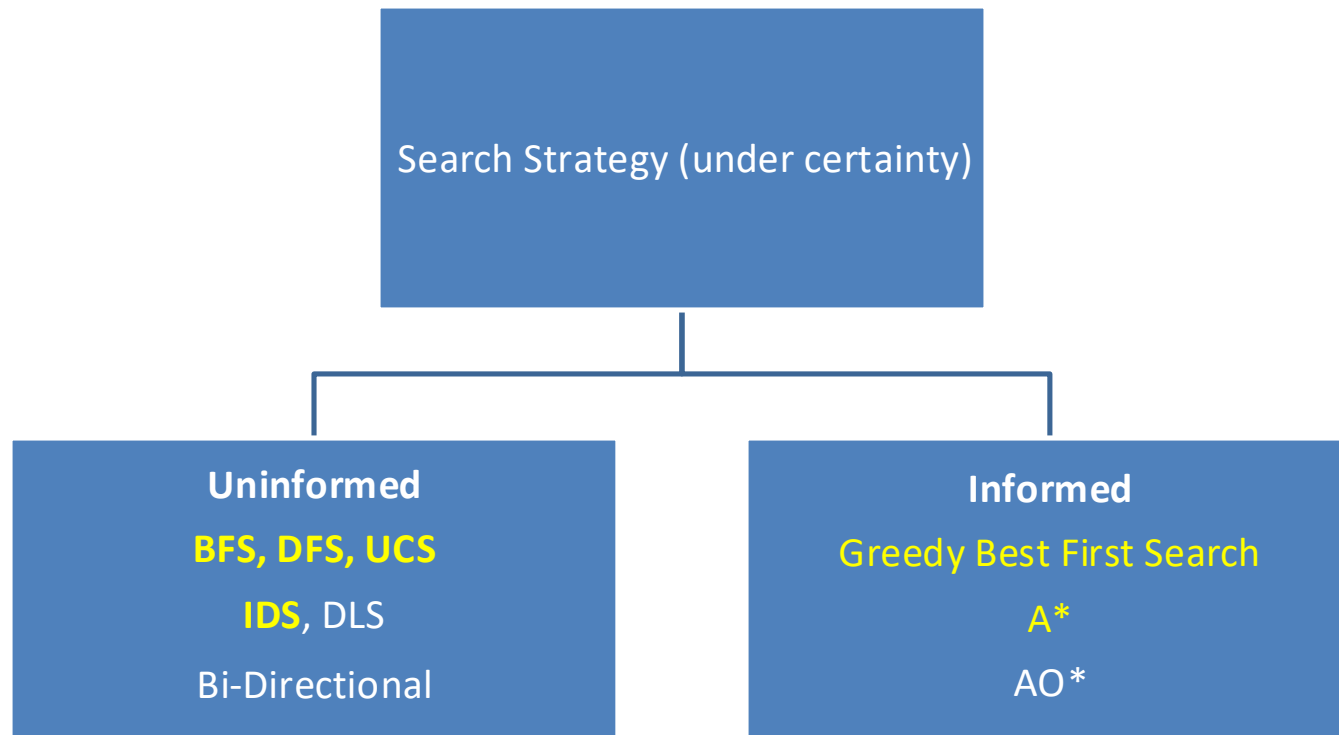 Search Strategy (under certainty)
Uninformed
BFS, DFS, UCS
IDS, DLS
Bi-Directional
Informed
Greedy Best First Search
A*
AO*